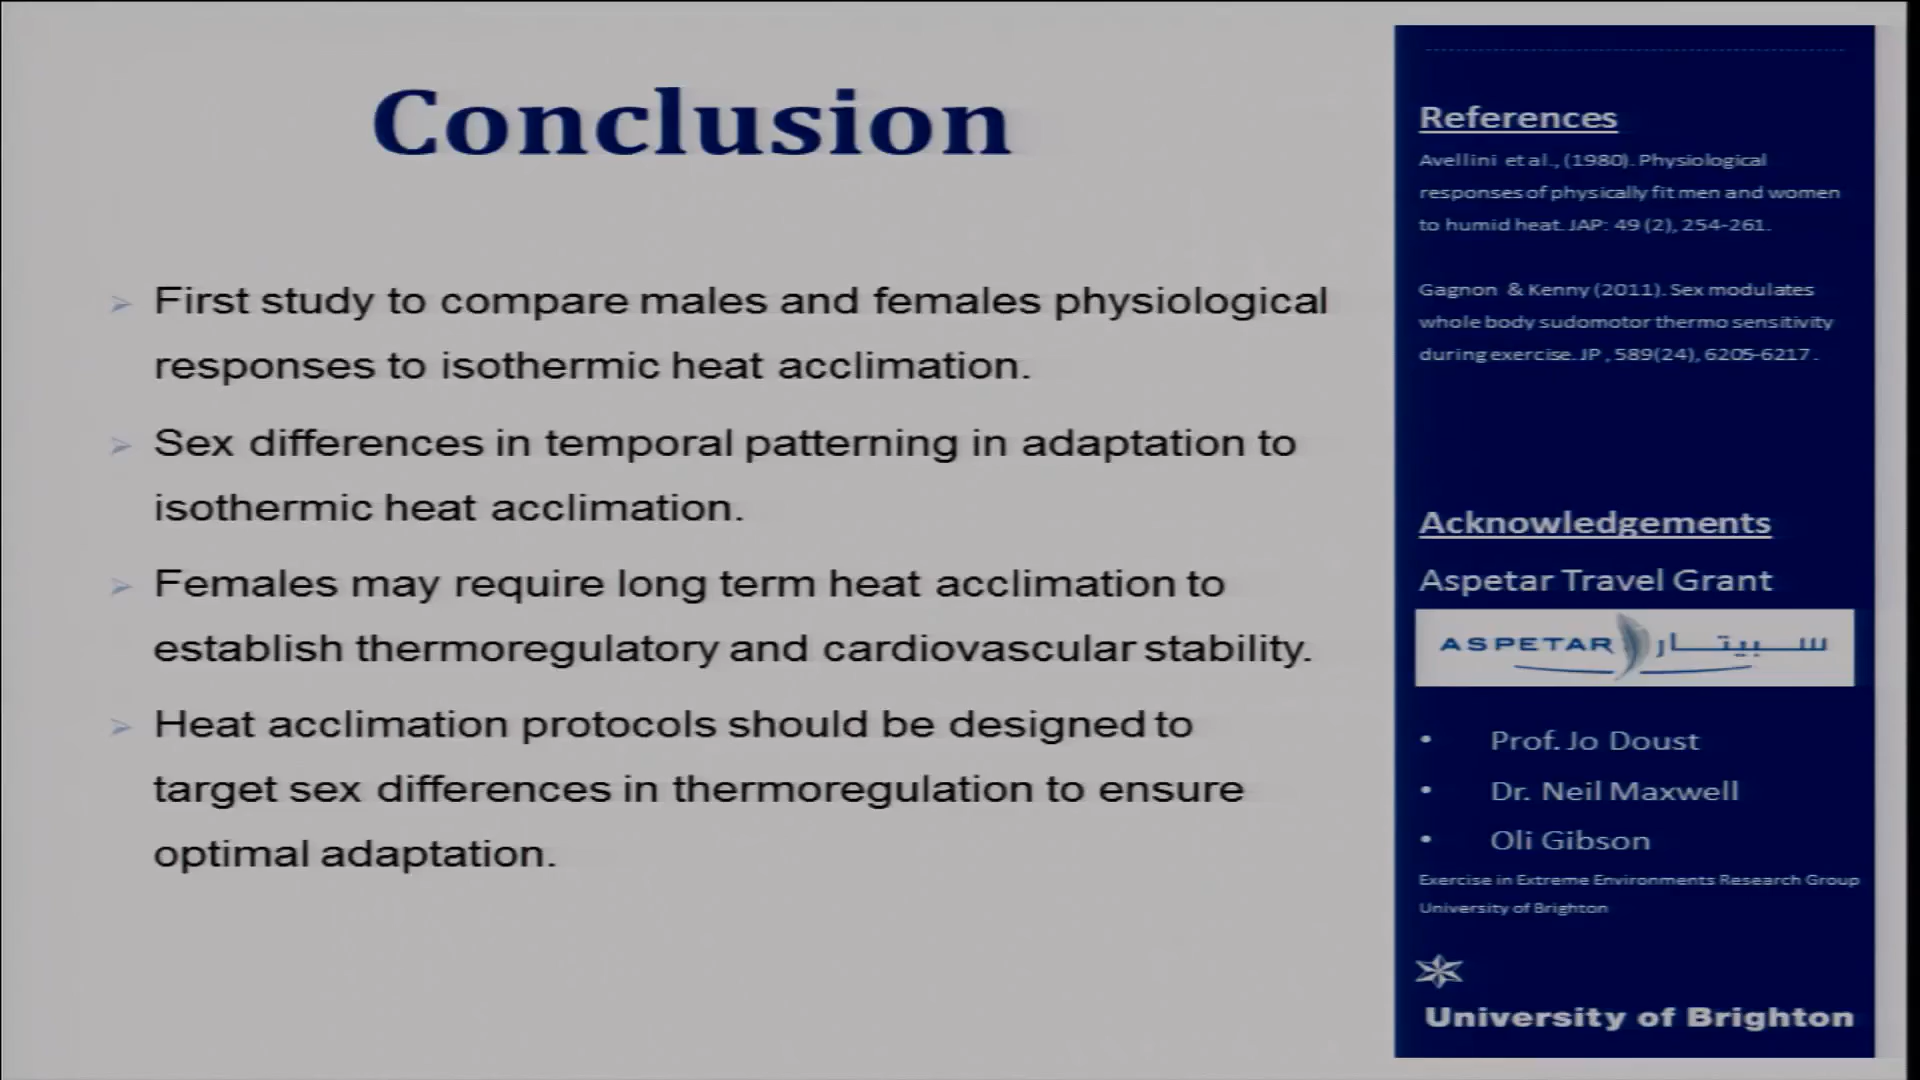 Conclusion
First study to compare males and females physiological
responses to isothermic heat acclimation.
Sex differences in temporal patterning in adaptation to
isothermic heat acclimation.
Females may require long term heat acclimation to
establish thermoregulatory and cardiovascular stability.
Heat acclimation protocols should be designed to
target sex differences in thermoregulation to ensure
optimal adaptation.
References
Avellini et al., (1980). Physiological
responses of physically fit men and women
to humid heat. JAP: 49 (2), 254-261.
Gagnon & Kenny (2011). Sex modulates
whole body sudomotor thermo sensitivity
during exercise. JP , 589(24), 6205-6217.
Acknowledgements
Aspetar Travel Grant
ASPETAR سبيتار
• Prof. Jo Doust
• Dr. Neil Maxwell
• Oli Gibson
Exercise in Extreme Environments Research Group
University of Brighton
University of Brighton